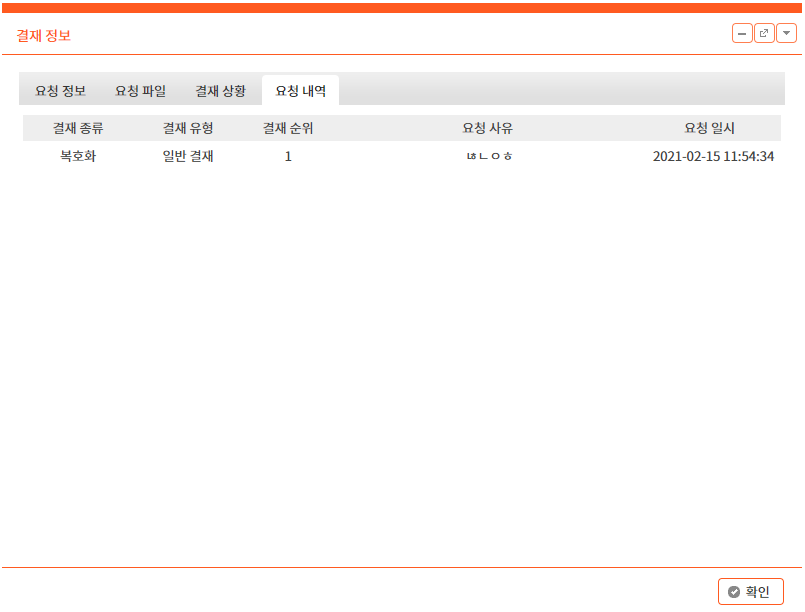 결재 정보
요청 정보 요청 파일 결재 상황 요청 내역
결재 종류 결재 유형 결재 순위 요청 사유 요청 일시
복호화 일반 결재 1 2021-02-15 11:54:34
확인